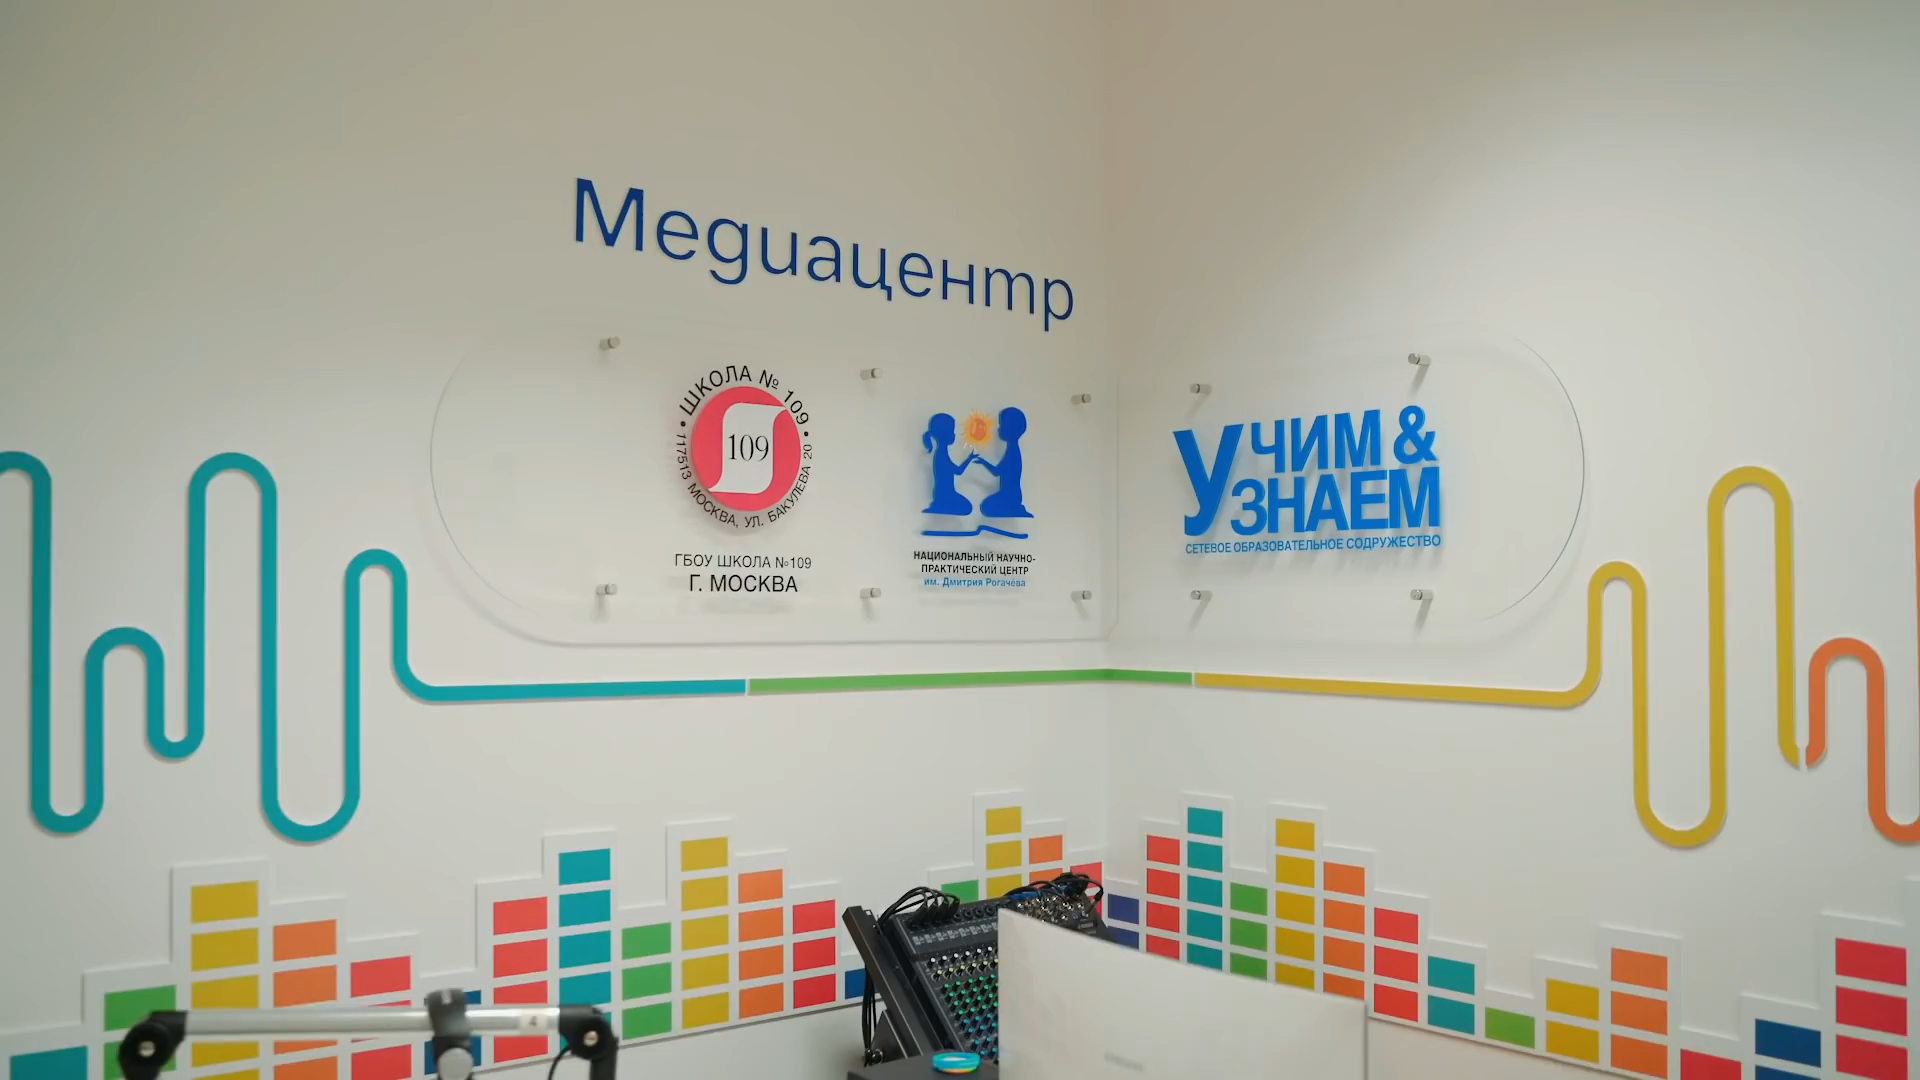 Медиацентр
ШКОЛА № 109
117513 МОСКВА, УЛ. БАКУЛЕВА 20
109
ГБОУ ШКОЛА №109
Г. МОСКВА
НАЦИОНАЛЬНЫЙ НАУЧНО-
ПРАКТИЧЕСКИЙ ЦЕНТР
им. Дмитрия Рогачёва
УЧИМ &
ЗНАЕМ
СЕТЕВОЕ ОБРАЗОВАТЕЛЬНОЕ СОДРУЖЕСТВО
4